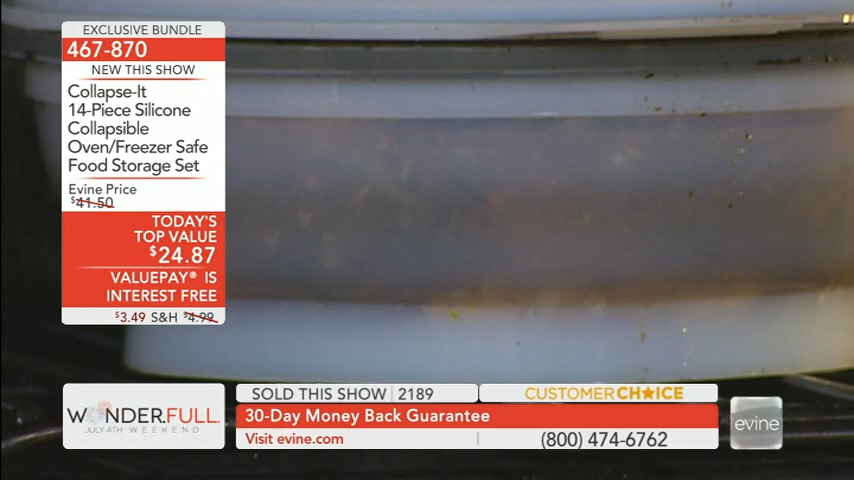 EXCLUSIVE BUNDLE
467-870
NEW THIS SHOW
Collapse-It
14-Piece Silicone
Collapsible
Oven/Freezer Safe
Food Storage Set
Evine Price
$41.50
TODAY'S
TOP VALUE
$24.87
VALUEPAY® IS
INTEREST FREE
$3.49 S&H $4.99
WONDER.FULL.
JULY 4TH WEEKEND
SOLD THIS SHOW 2189
CUSTOMER CHOICE
30-Day Money Back Guarantee
Visit evine.com
(800) 474-6762
evine